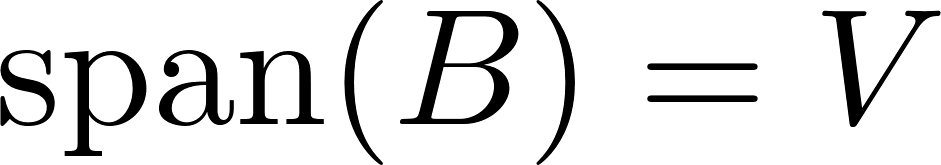 span(B) = V